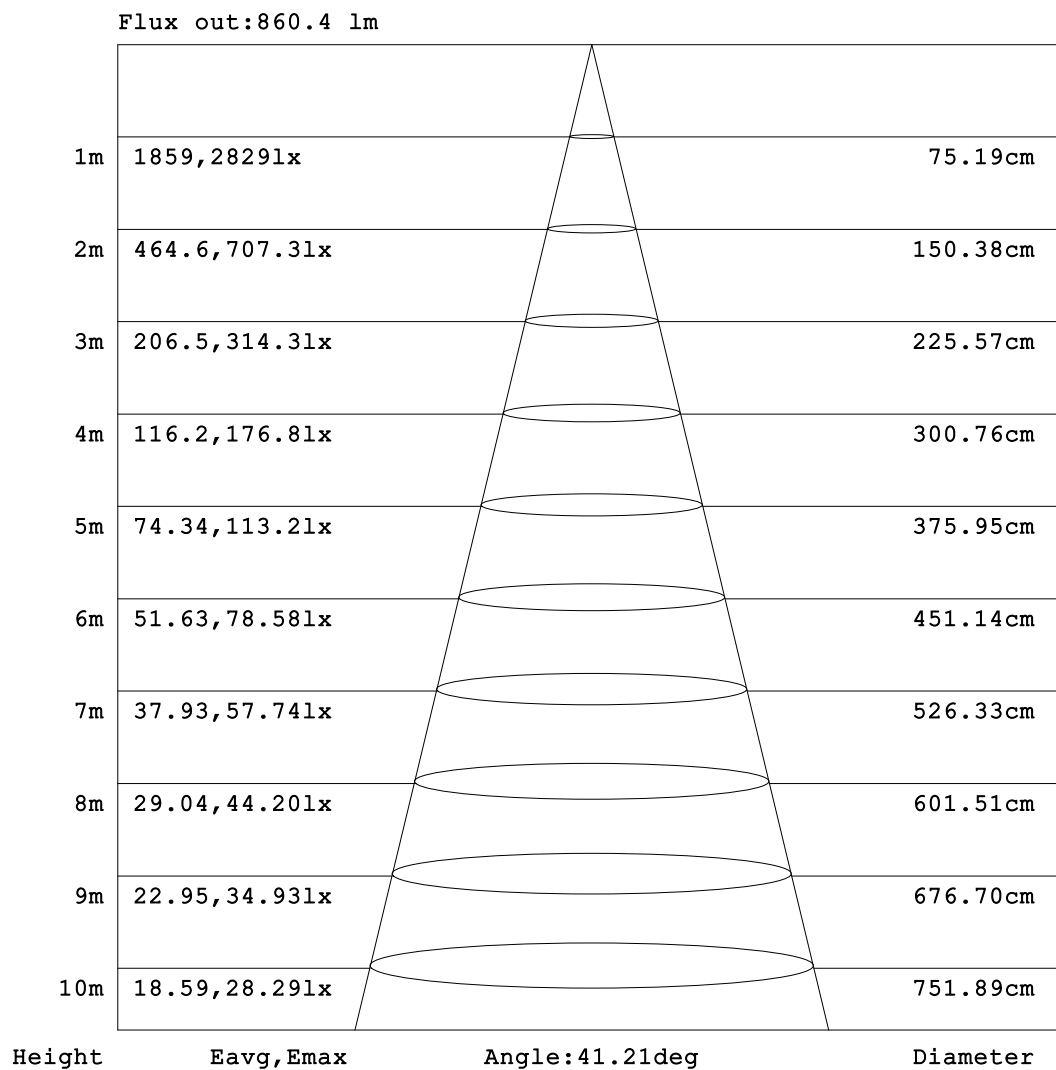 Flux out:860.4 lm
1m 1859,2829lx 75.19cm
2m 464.6,707.3lx 150.38cm
3m 206.5,314.3lx 225.57cm
4m 116.2,176.8lx 300.76cm
5m 74.34,113.2lx 375.95cm
6m 51.63,78.58lx 451.14cm
7m 37.93,57.74lx 526.33cm
8m 29.04,44.20lx 601.51cm
9m 22.95,34.93lx 676.70cm
10m 18.59,28.29lx 751.89cm
Height Eavg,Emax Angle:41.21deg Diameter